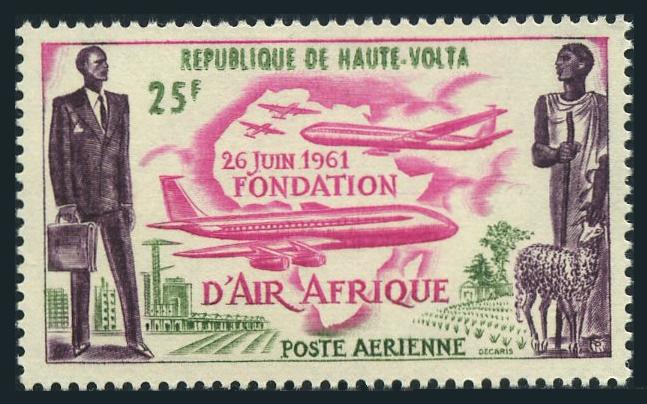 REPUBLIQUE DE HAUTE-VOLTA
25F
26 JUIN 1961
FONDATION
D'AIR AFRIQUE
POSTE AERIENNE
DECARIS